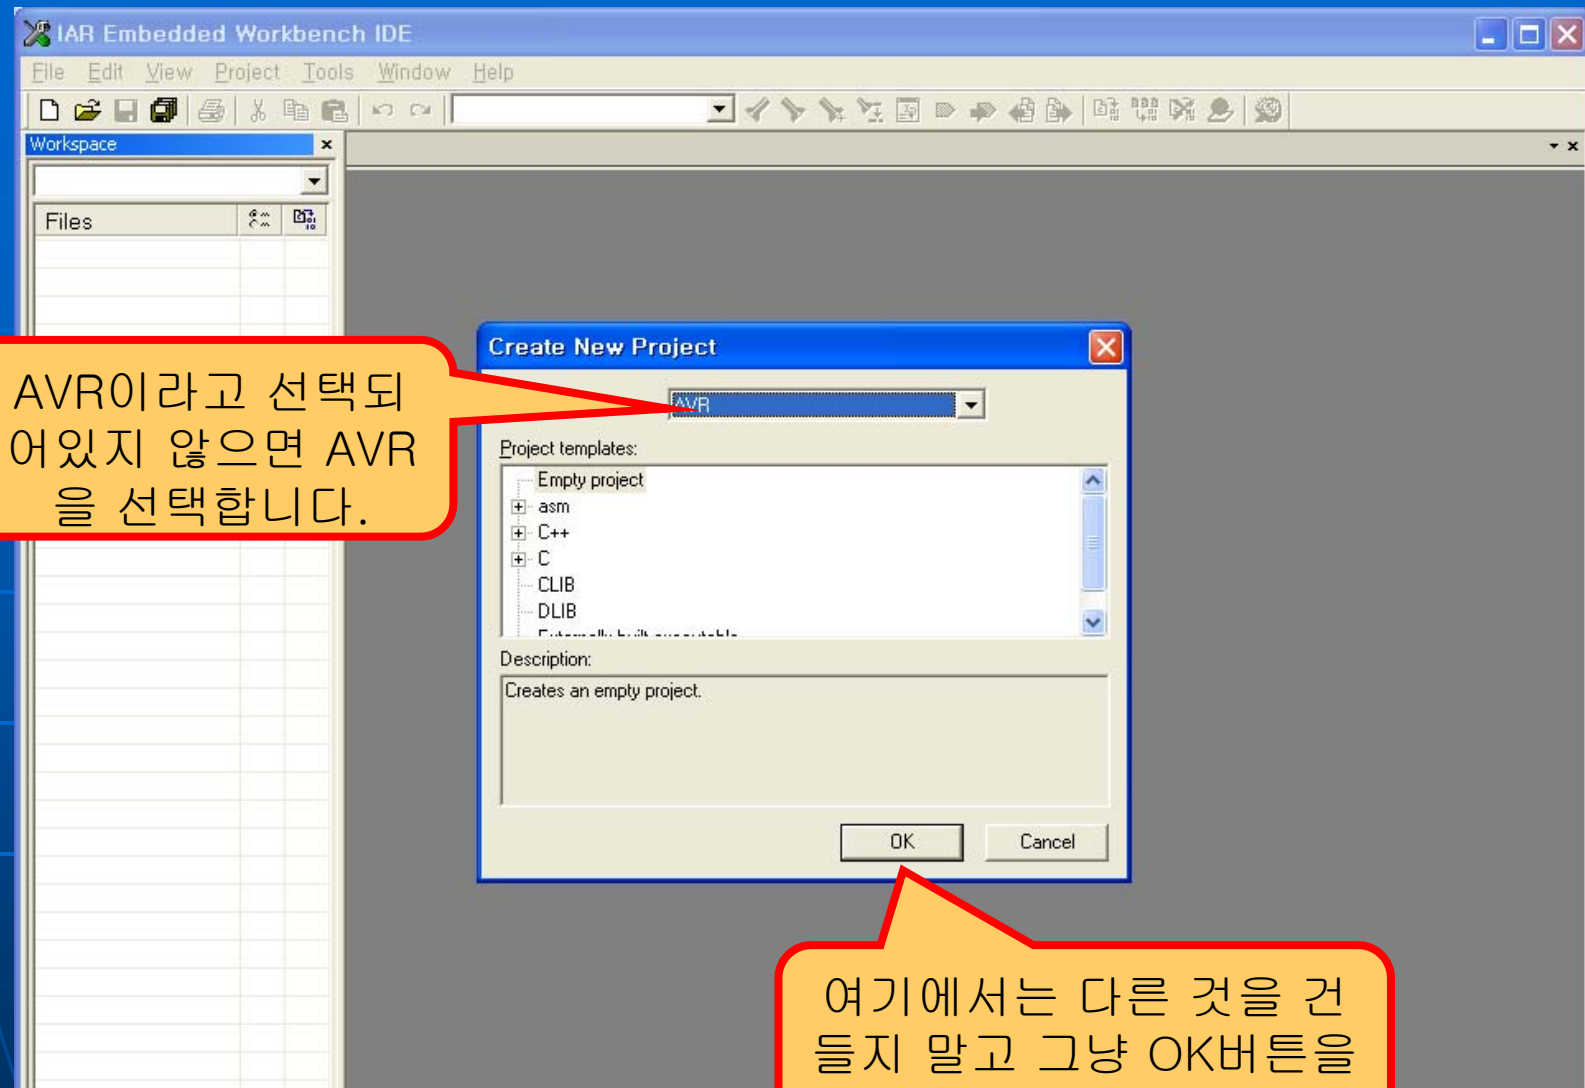 IAR Embedded Workbench IDE
File Edit View Project Tools Window Help
Workspace
Files
Create New Project
AVR
Project templates:
Empty project
asm
C++
C
CLIB
DLIB
Externally built executable
Description:
Creates an empty project.
OK Cancel
AVR이라고 선택되
어있지 않으면 AVR
을 선택합니다.
여기에서는 다른 것을 건
들지 말고 그냥 OK버튼을